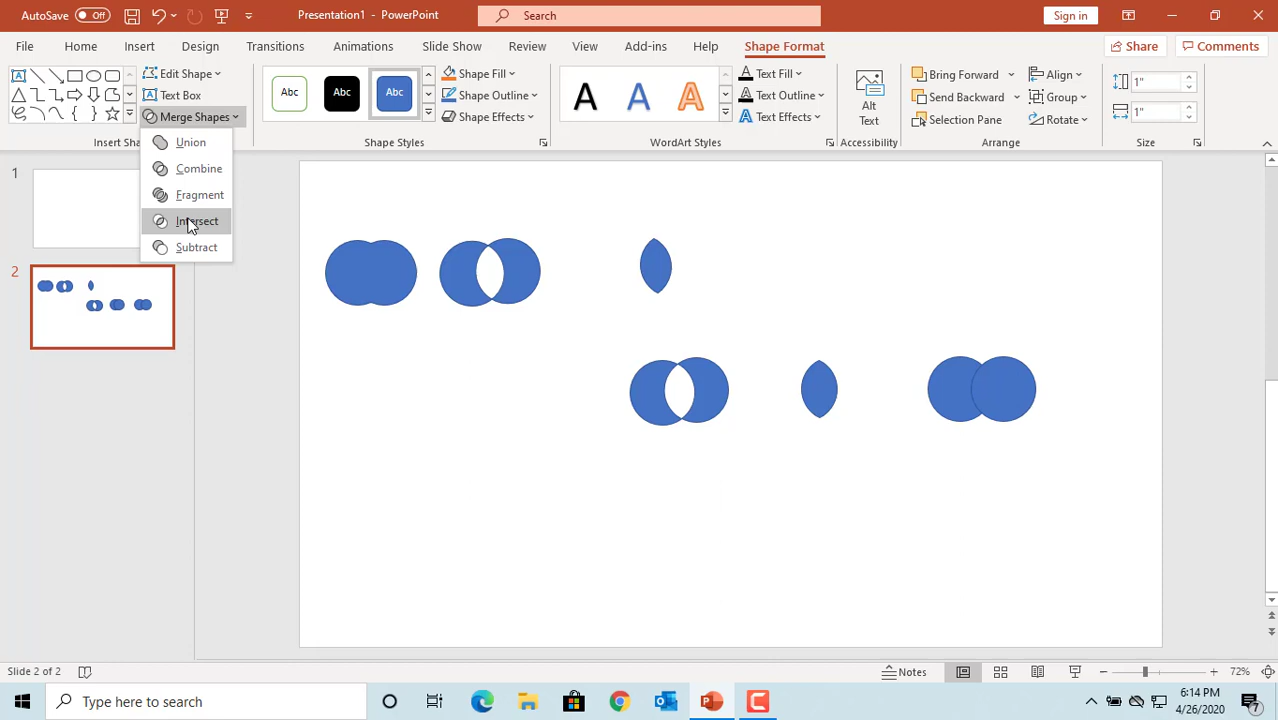 AutoSave Off Presentation1 - PowerPoint Search Sign in
File Home Insert Design Transitions Animations Slide Show Review View Add-ins Help Shape Format Share Comments
Edit Shape
Text Box
Merge Shapes
Abc Abc Abc
Shape Fill
Shape Outline
Shape Effects
A A A
Text Fill
Text Outline
Text Effects
Alt
Text
Bring Forward
Send Backward
Selection Pane
Align
Group
Rotate
1"
1"
Insert Sha Shape Styles WordArt Styles Accessibility Arrange Size
Union
Combine
Fragment
Intersect
Subtract
1
2
Slide 2 of 2 Notes 72%
Type here to search
6:14 PM
4/26/2020
7